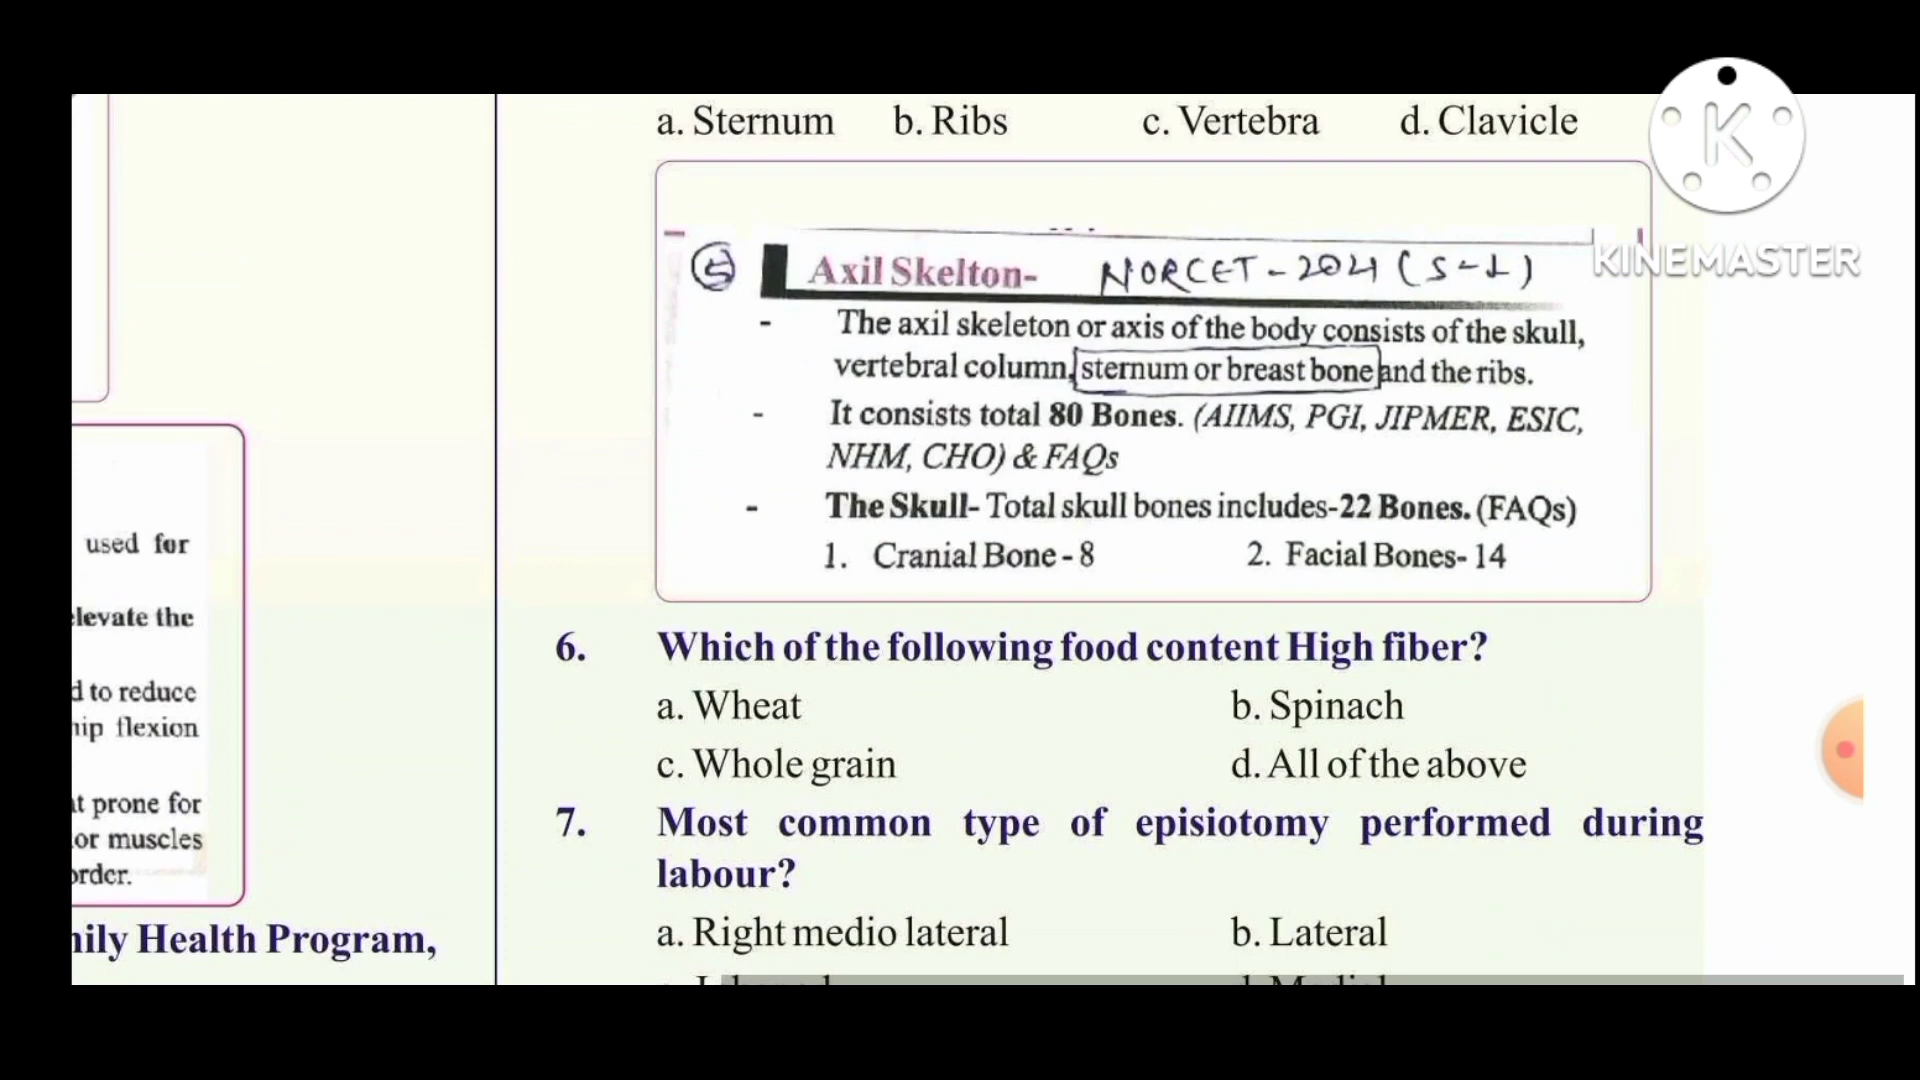 a. Sternum b. Ribs c. Vertebra d. Clavicle
K
KINEMASTER
5 Axil Skelton- NORCET-2021 (S-1)
- The axil skeleton or axis of the body consists of the skull,
vertebral column, sternum or breast bone and the ribs.
- It consists total 80 Bones. (AIIMS, PGI, JIPMER, ESIC,
NHM, CHO) & FAQs
- The Skull- Total skull bones includes-22 Bones. (FAQs)
1. Cranial Bone - 8 2. Facial Bones- 14
used for
elevate the
d to reduce
hip flexion
at prone for
or muscles
order.
mily Health Program,
6. Which of the following food content High fiber?
a. Wheat b. Spinach
c. Whole grain d. All of the above
7. Most common type of episiotomy performed during
labour?
a. Right medio lateral b. Lateral